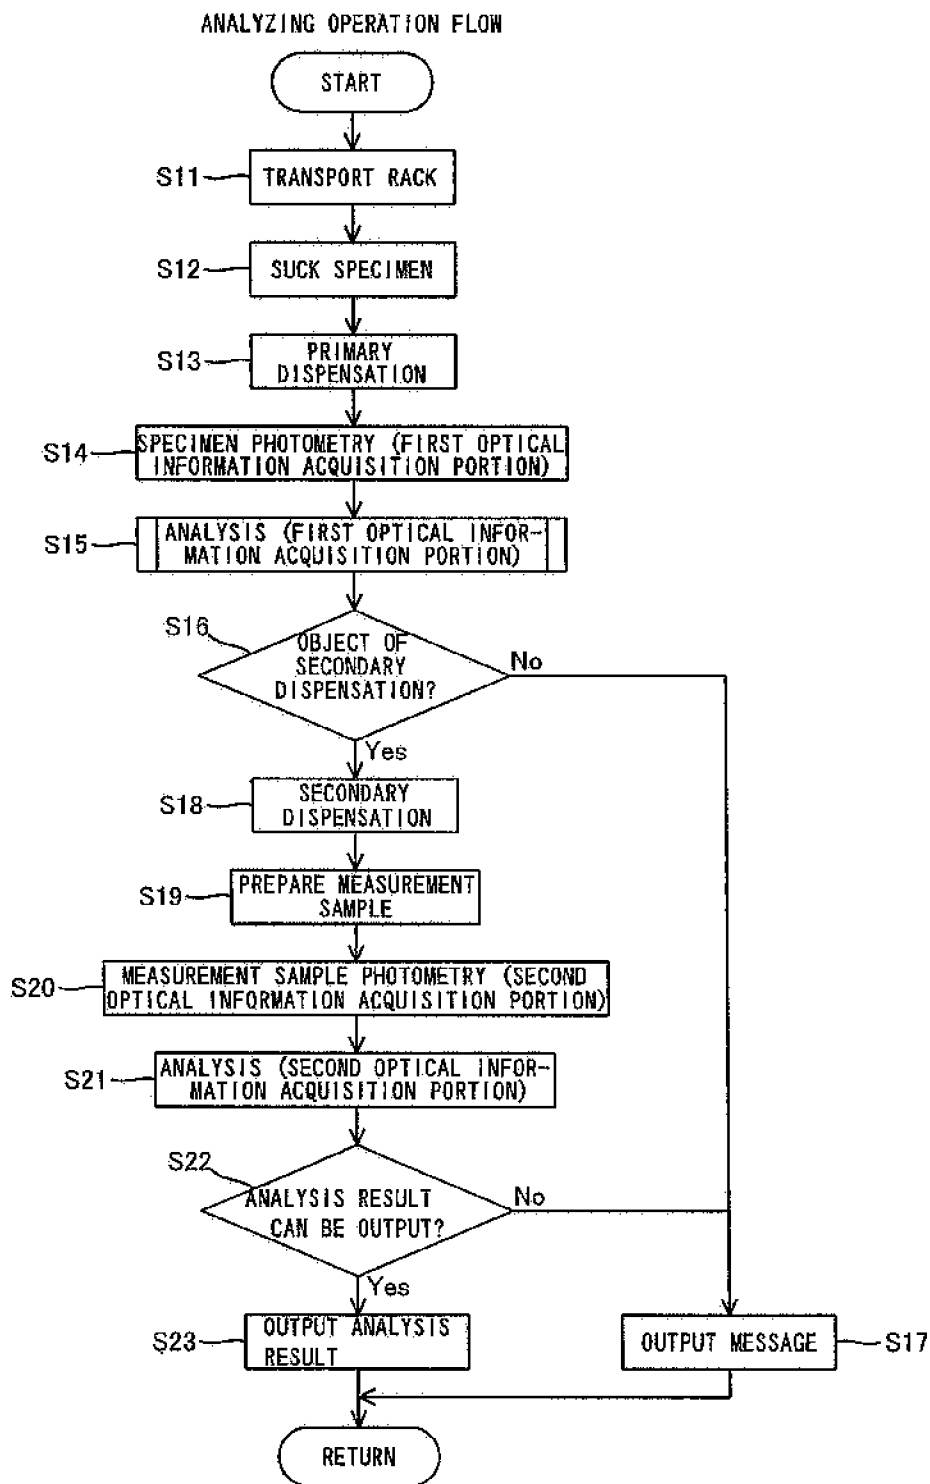 ANALYZING OPERATION FLOW
START
S11
TRANSPORT RACK
S12
SUCK SPECIMEN
S13
PRIMARY
DISPENSATION
S14
SPECIMEN PHOTOMETRY (FIRST OPTICAL
INFORMATION ACQUISITION PORTION)
S15
ANALYSIS (FIRST OPTICAL INFOR-
MATION ACQUISITION PORTION)
S16
OBJECT OF
SECONDARY
DISPENSATION?
No
Yes
S18
SECONDARY
DISPENSATION
S19
PREPARE MEASUREMENT
SAMPLE
S20
MEASUREMENT SAMPLE PHOTOMETRY (SECOND
OPTICAL INFORMATION ACQUISITION PORTION)
S21
ANALYSIS (SECOND OPTICAL INFOR-
MATION ACQUISITION PORTION)
S22
ANALYSIS RESULT
CAN BE OUTPUT?
No
Yes
S23
OUTPUT ANALYSIS
RESULT
OUTPUT MESSAGE
S17
RETURN